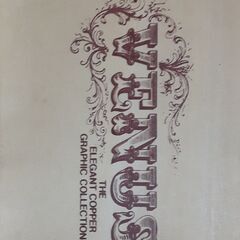 VENUS
THE
ELEGANT COPPER
GRAPHIC COLLECTION